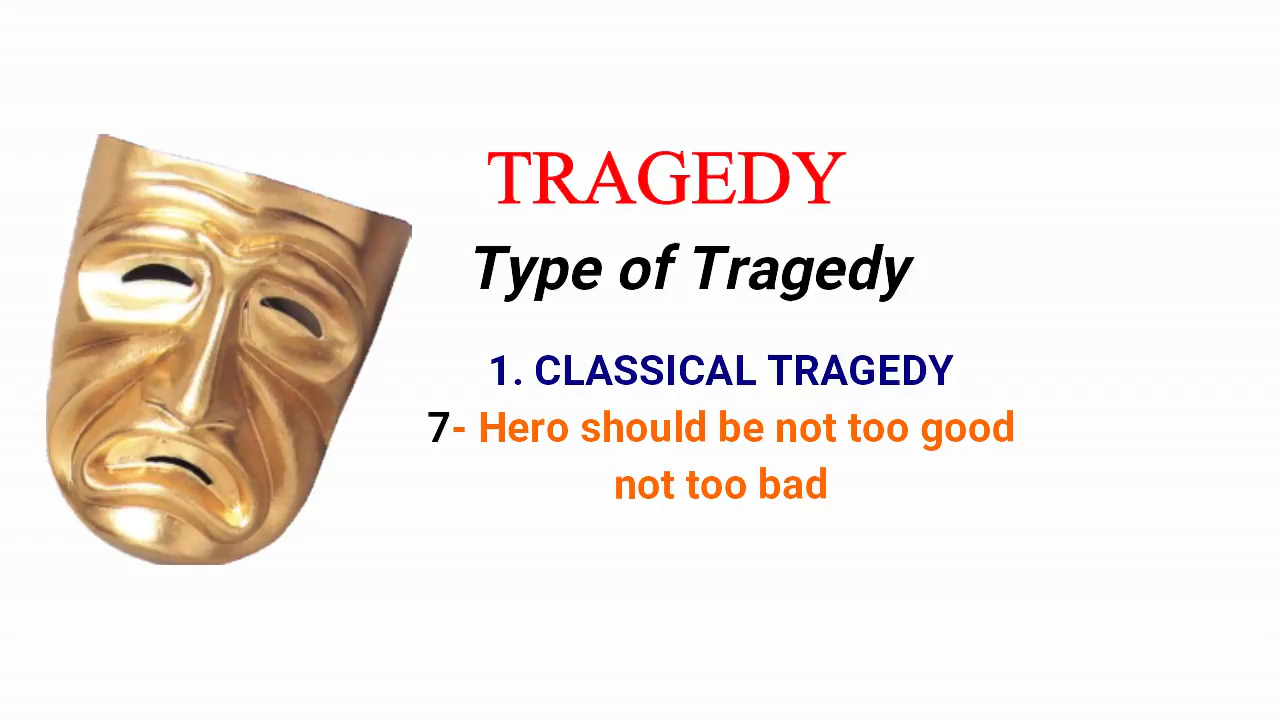 TRAGEDY
Type of Tragedy
1. CLASSICAL TRAGEDY
7- Hero should be not too good
not too bad